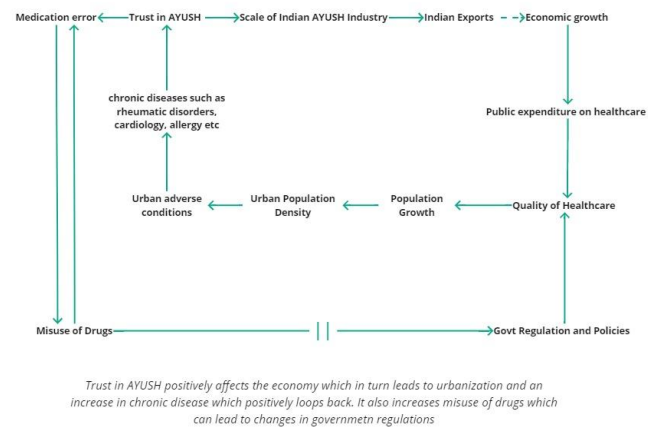 Medication error
Trust in AYUSH
Scale of Indian AYUSH Industry
Indian Exports
Economic growth
chronic diseases such as
rheumatic disorders,
cardiology, allergy etc
Public expenditure on healthcare
Urban adverse
conditions
Urban Population
Density
Population
Growth
Quality of Healthcare
Misuse of Drugs
Govt Regulation and Policies
Trust in AYUSH positively affects the economy which in turn leads to urbanization and an
increase in chronic disease which positively loops back. It also increases misuse of drugs which
can lead to changes in governmetn regulations